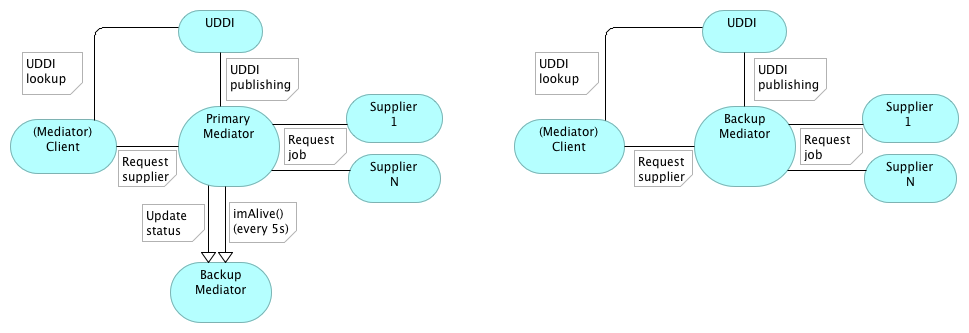 UDDI
UDDI
lookup
UDDI
publishing
(Mediator)
Client
Primary
Mediator
Supplier
1
Request
job
Request
supplier
Supplier
N
Update
status
imAlive()
(every 5s)
Backup
Mediator
UDDI
UDDI
lookup
UDDI
publishing
(Mediator)
Client
Backup
Mediator
Supplier
1
Request
job
Request
supplier
Supplier
N